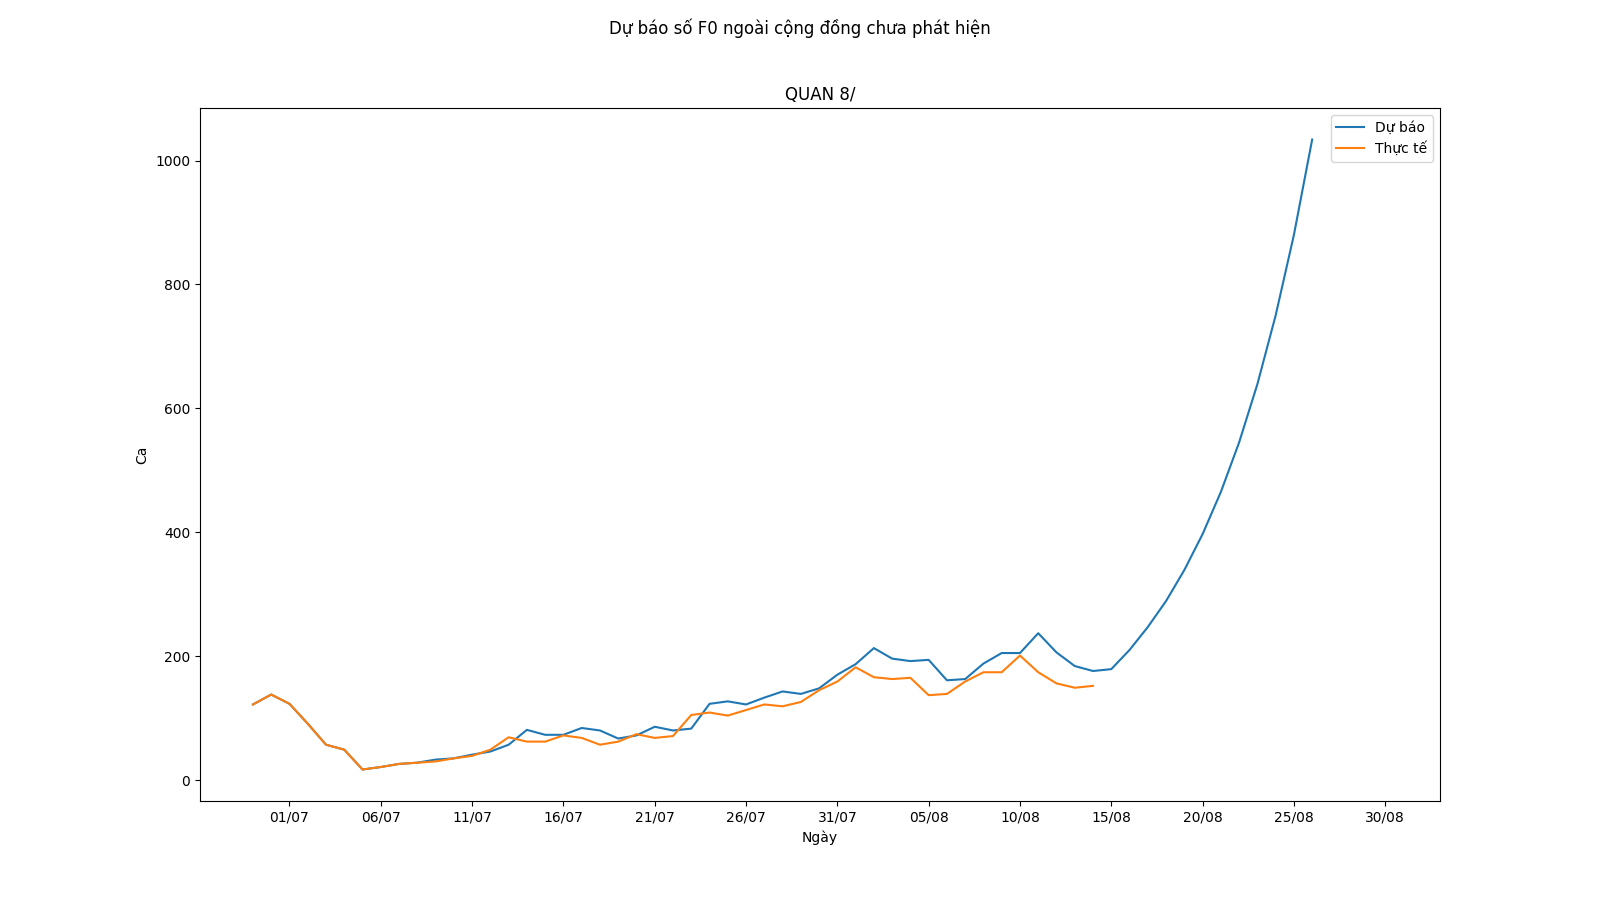 Dự báo số F0 ngoài cộng đồng chưa phát hiện
QUAN 8/
Dự báo
Thực tế
1000
800
600
400
200
0
Ca
01/07 06/07 11/07 16/07 21/07 26/07 31/07 05/08 10/08 15/08 20/08 25/08 30/08
Ngày